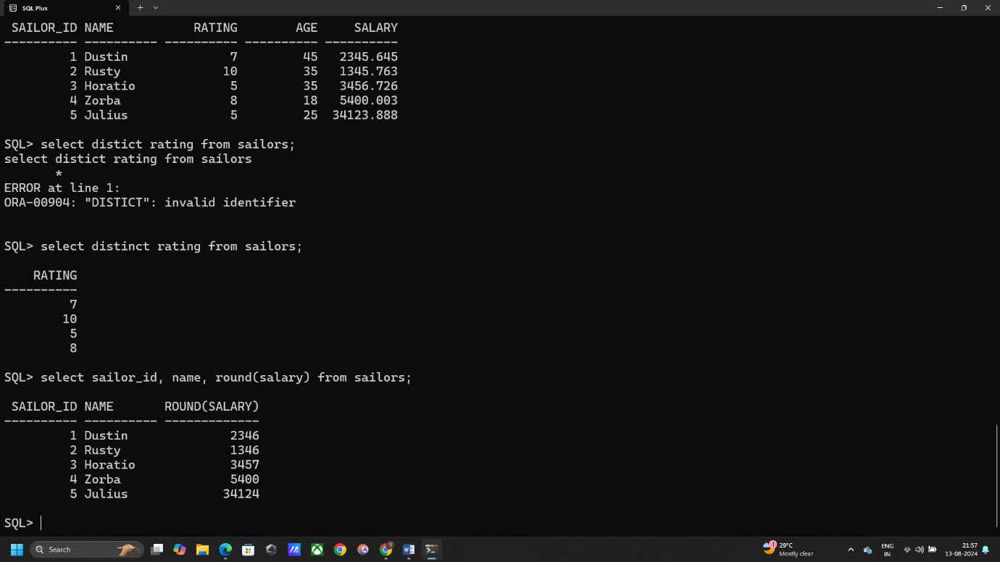 SQL Plus
SAILOR_ID NAME RATING AGE SALARY
---------- ---------- ---------- ---------- ----------
1 Dustin 7 45 2345.645
2 Rusty 10 35 1345.763
3 Horatio 5 35 3456.726
4 Zorba 8 18 5400.003
5 Julius 5 25 34123.888
SQL> select distict rating from sailors;
select distict rating from sailors
*
ERROR at line 1:
ORA-00904: "DISTICT": invalid identifier
SQL> select distinct rating from sailors;
RATING
----------
7
10
5
8
SQL> select sailor_id, name, round(salary) from sailors;
SAILOR_ID NAME ROUND(SALARY)
---------- ---------- -------------
1 Dustin 2346
2 Rusty 1346
3 Horatio 3457
4 Zorba 5400
5 Julius 34124
SQL>
Search
1 29°C
Mostly clear
ENG
IN
21:57
13-08-2024